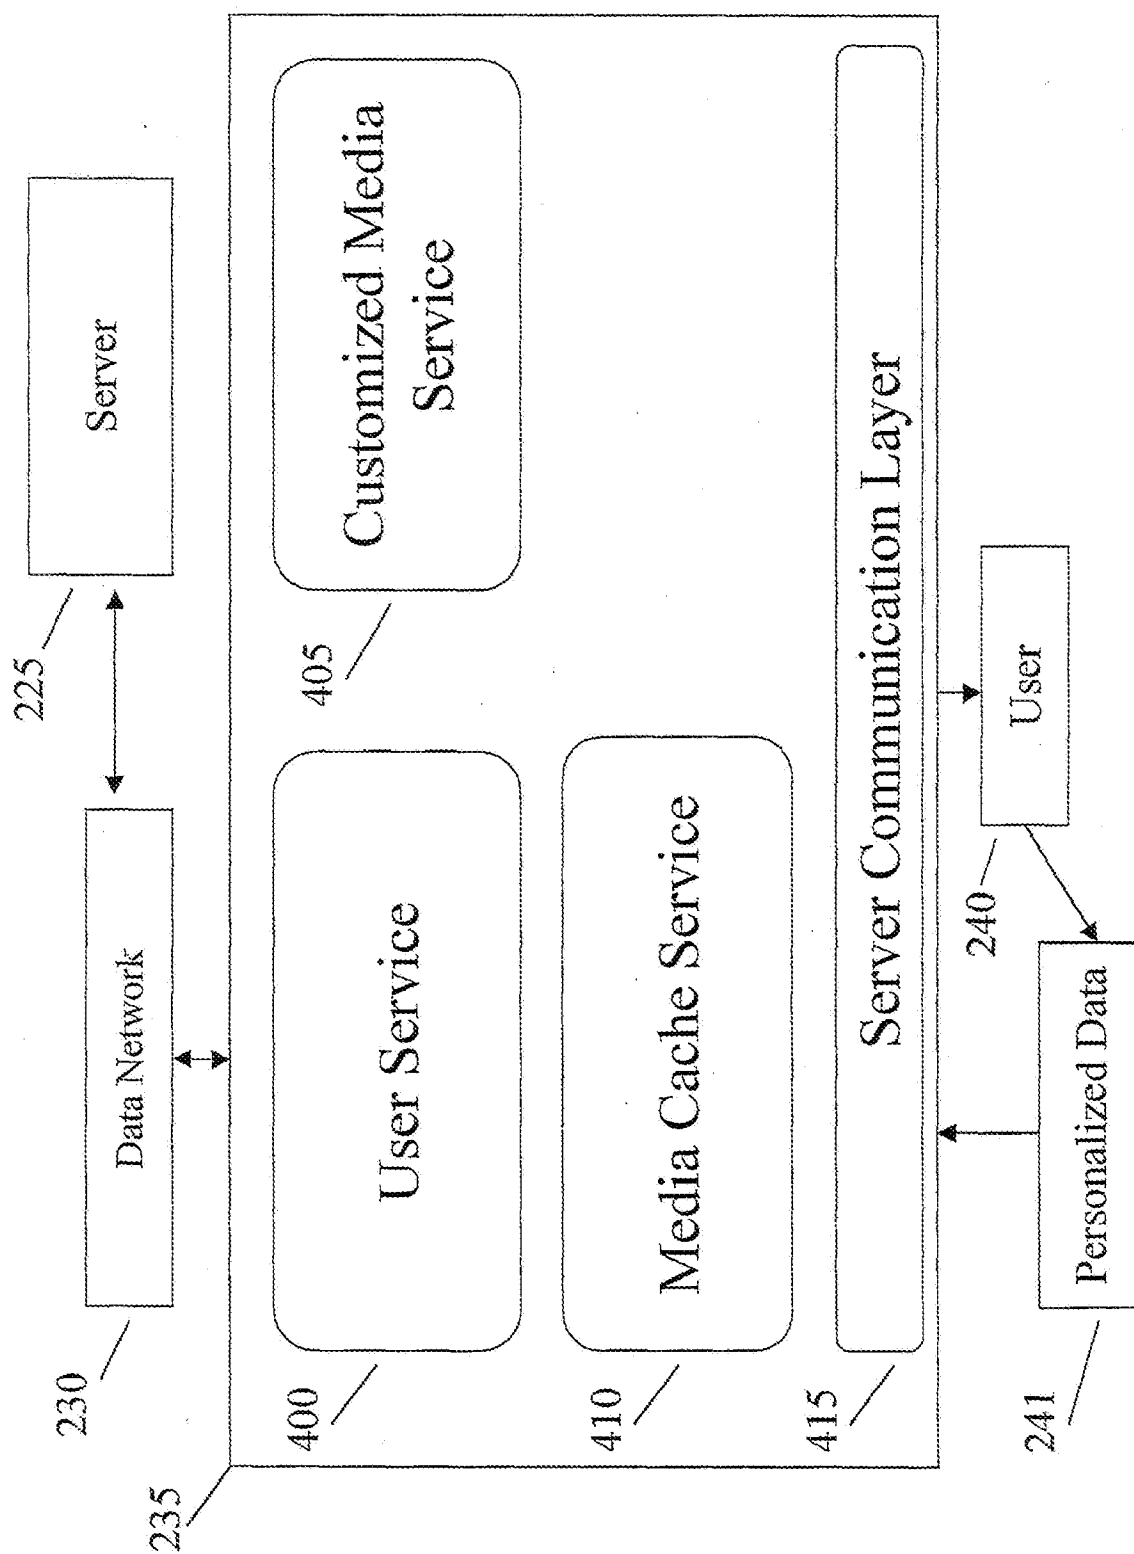 225
Server
230
Data Network
235
400
User Service
405
Customized Media
Service
410
Media Cache Service
415
Server Communication Layer
240
User
241
Personalized Data